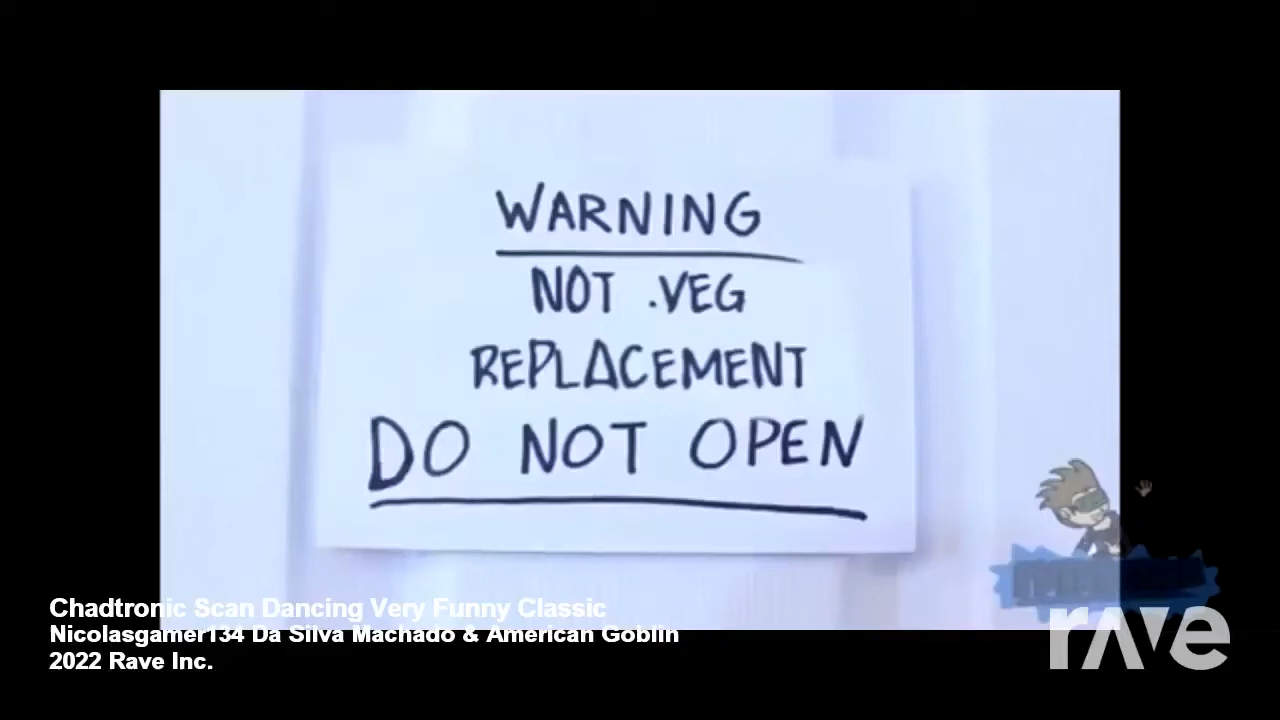 WARNING
NOT .VEG
REPLACEMENT
DO NOT OPEN
Chadtronic Scan Dancing Very Funny Classic
Nicolasgamer134 Da Silva Machado & American Goblin
2022 Rave Inc.
rave